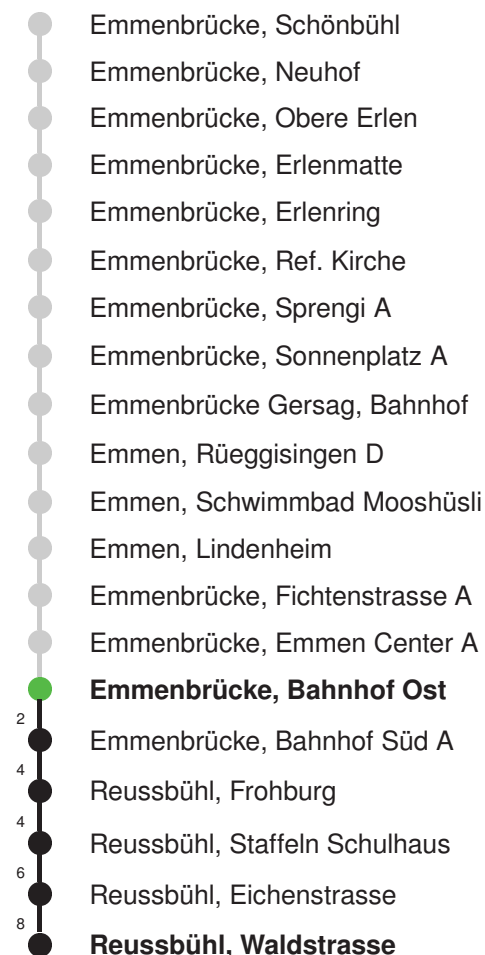 Emmenbrücke, Schönbühl
Emmenbrücke, Neuhof
Emmenbrücke, Obere Erlen
Emmenbrücke, Erlenmatte
Emmenbrücke, Erlenring
Emmenbrücke, Ref. Kirche
Emmenbrücke, Sprengi A
Emmenbrücke, Sonnenplatz A
Emmenbrücke Gersag, Bahnhof
Emmen, Rüeggisingen D
Emmen, Schwimmbad Mooshüsli
Emmen, Lindenheim
Emmenbrücke, Fichtenstrasse A
Emmenbrücke, Emmen Center A
Emmenbrücke, Bahnhof Ost
2 Emmenbrücke, Bahnhof Süd A
4 Reussbühl, Frohburg
4 Reussbühl, Staffeln Schulhaus
6 Reussbühl, Eichenstrasse
8 Reussbühl, Waldstrasse